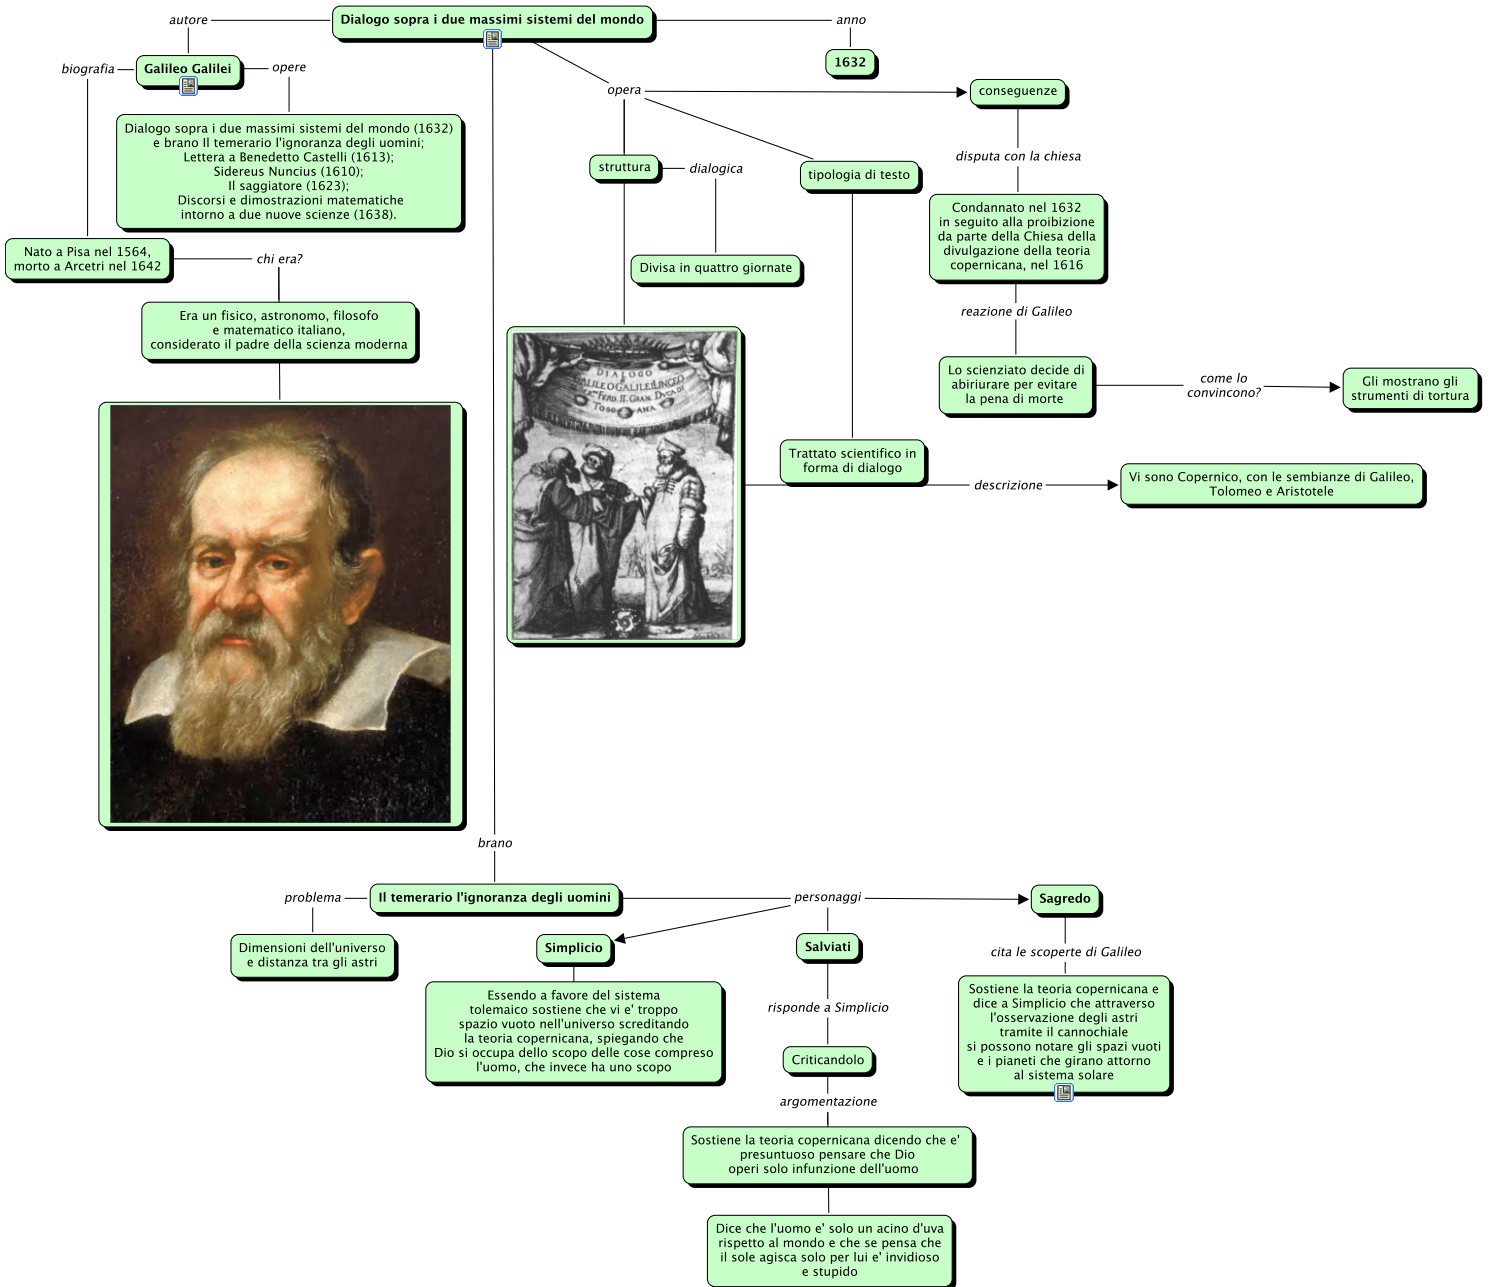 autore
Dialogo sopra i due massimi sistemi del mondo
anno
1632
biografia
Galileo Galilei
opere
Dialogo sopra i due massimi sistemi del mondo (1632)
e brano Il temerario l'ignoranza degli uomini;
Lettera a Benedetto Castelli (1613);
Sidereus Nuncius (1610);
Il saggiatore (1623);
Discorsi e dimostrazioni matematiche
intorno a due nuove scienze (1638).
Nato a Pisa nel 1564,
morto a Arcetri nel 1642
chi era?
Era un fisico, astronomo, filosofo
e matematico italiano,
considerato il padre della scienza moderna
opera
conseguenze
struttura
dialogica
Divisa in quattro giornate
tipologia di testo
Trattato scientifico in
forma di dialogo
disputa con la chiesa
Condannato nel 1632
in seguito alla proibizione
da parte della Chiesa della
divulgazione della teoria
copernicana, nel 1616
reazione di Galileo
Lo scienziato decide di
abiriurare per evitare
la pena di morte
come lo
convincono?
Gli mostrano gli
strumenti di tortura
DIALOGO
GALILEO GALILEI LINCEO
FERD. II. GRAN. DUCA DI
TOSCANA
descrizione
Vi sono Copernico, con le sembianze di Galileo,
Tolomeo e Aristotele
brano
problema
Il temerario l'ignoranza degli uomini
personaggi
Sagredo
Dimensioni dell'universo
e distanza tra gli astri
Simplicio
Essendo a favore del sistema
tolemaico sostiene che vi e' troppo
spazio vuoto nell'universo screditando
la teoria copernicana, spiegando che
Dio si occupa dello scopo delle cose compreso
l'uomo, che invece ha uno scopo
Salviati
risponde a Simplicio
Criticandolo
argomentazione
Sostiene la teoria copernicana dicendo che e'
presuntuoso pensare che Dio
operi solo infunzione dell'uomo
Dice che l'uomo e' solo un acino d'uva
rispetto al mondo e che se pensa che
il sole agisca solo per lui e' invidioso
e stupido
cita le scoperte di Galileo
Sostiene la teoria copernicana e
dice a Simplicio che attraverso
l'osservazione degli astri
tramite il cannochiale
si possono notare gli spazi vuoti
e i pianeti che girano attorno
al sistema solare